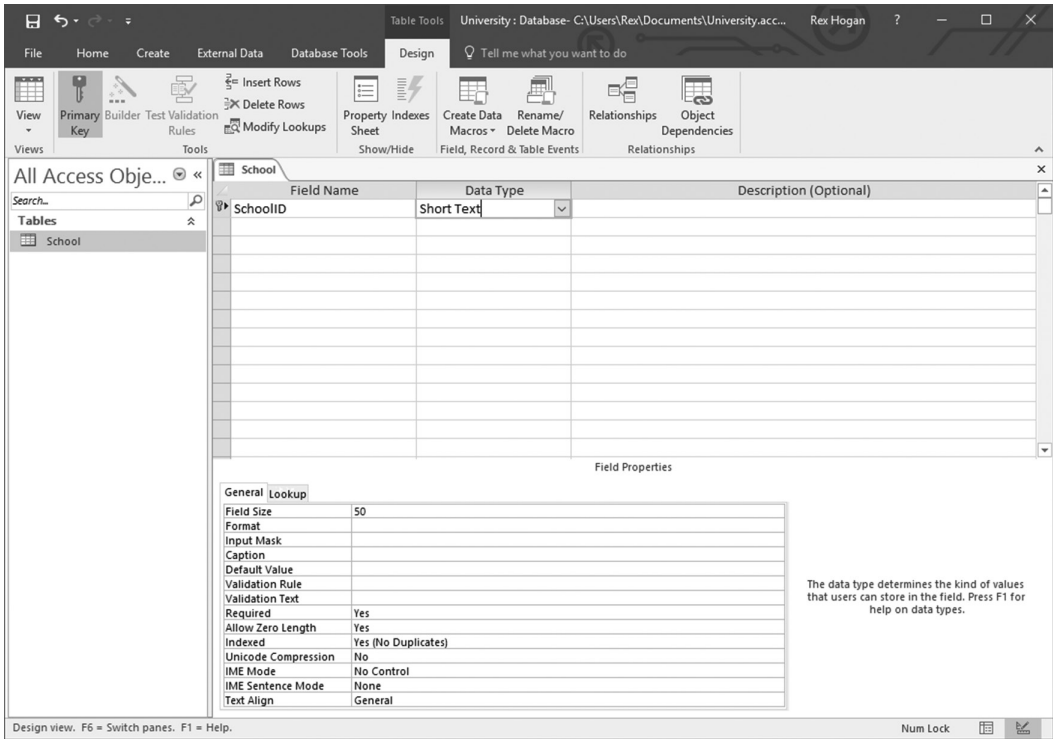 Table Tools University : Database- C:\Users\Rex\Documents\University.acc... Rex Hogan ?
File Home Create External Data Database Tools Design Tell me what you want to do
View
Primary Key
Builder
Test Validation Rules
Insert Rows
Delete Rows
Modify Lookups
Property Sheet
Indexes
Create Data Macros
Rename/ Delete Macro
Relationships
Object Dependencies
Views Tools Show/Hide Field, Record & Table Events Relationships
All Access Obje... «
Search...
Tables
School
School
Field Name Data Type Description (Optional)
SchoolID Short Text
Field Properties
General Lookup
Field Size 50
Format
Input Mask
Caption
Default Value
Validation Rule
Validation Text
Required Yes
Allow Zero Length Yes
Indexed Yes (No Duplicates)
Unicode Compression No
IME Mode No Control
IME Sentence Mode None
Text Align General
The data type determines the kind of values
that users can store in the field. Press F1 for
help on data types.
Design view. F6 = Switch panes. F1 = Help. Num Lock